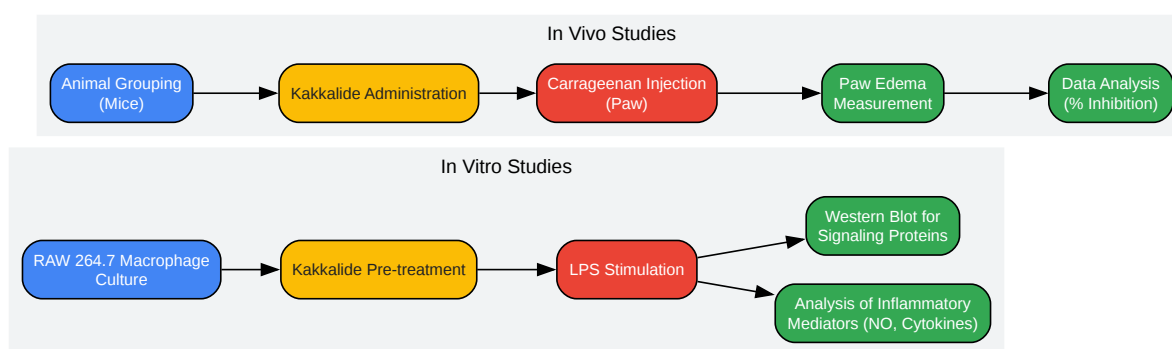 In Vivo Studies
Animal Grouping
(Mice)
Kakkalide Administration
Carrageenan Injection
(Paw)
Paw Edema
Measurement
Data Analysis
(% Inhibition)
In Vitro Studies
RAW 264.7 Macrophage
Culture
Kakkalide Pre-treatment
LPS Stimulation
Western Blot for
Signaling Proteins
Analysis of Inflammatory
Mediators (NO, Cytokines)